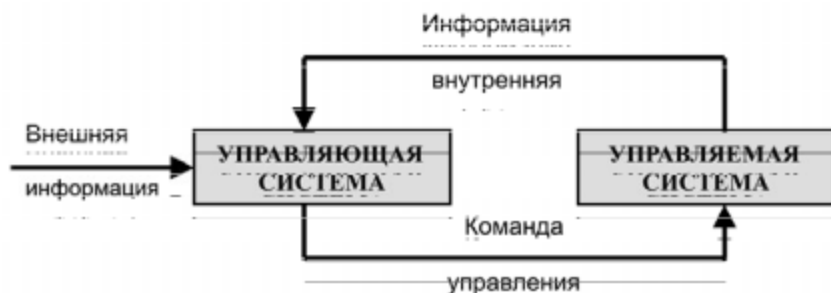 Информация
внутренняя
Внешняя
информация
УПРАВЛЯЮЩАЯ
СИСТЕМА
УПРАВЛЯЕМАЯ
СИСТЕМА
Команда
управления